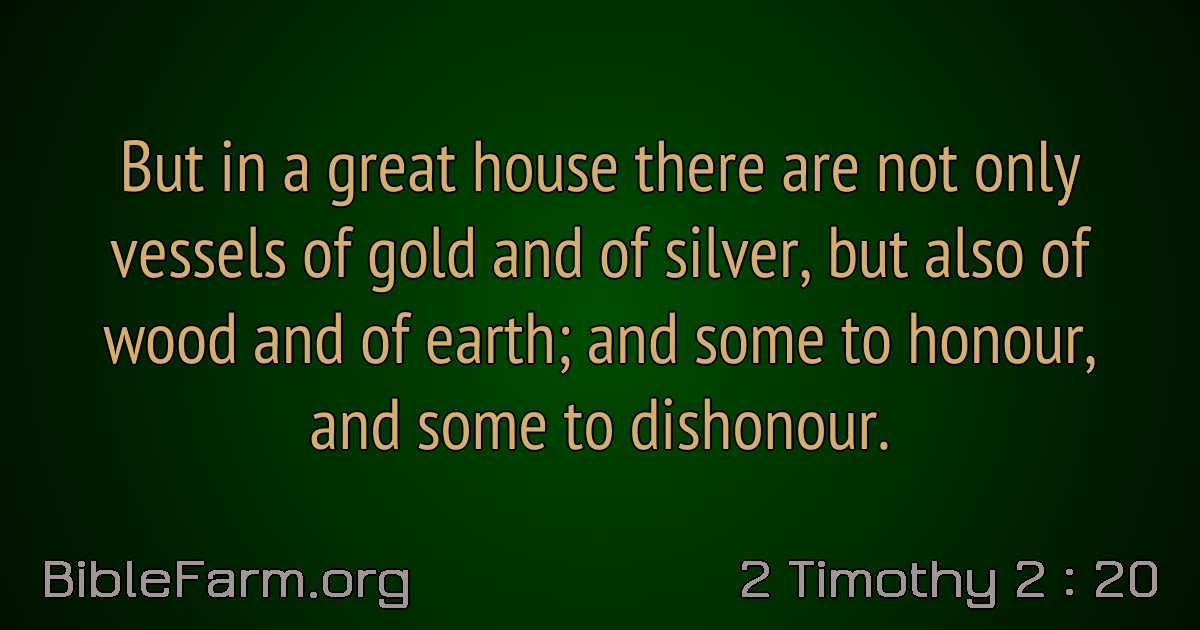 But in a great house there are not only
vessels of gold and of silver, but also of
wood and of earth; and some to honour,
and some to dishonour.
BibleFarm.org
2 Timothy 2 : 20